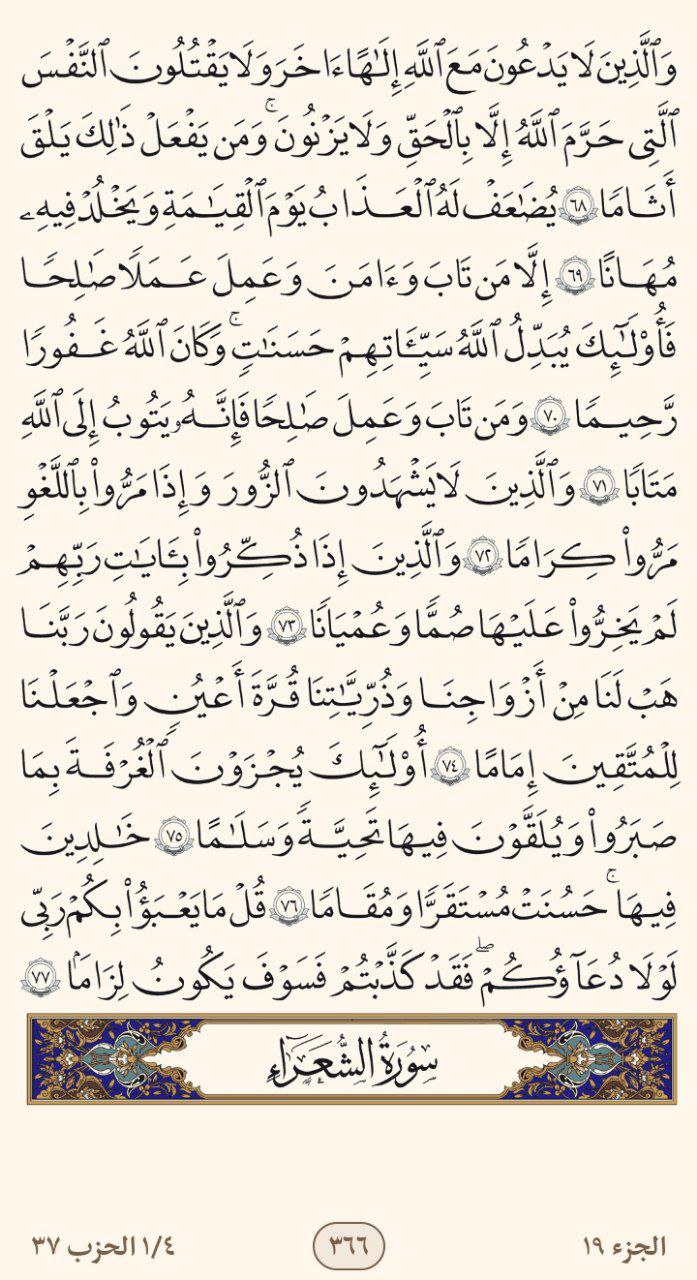 وَٱلَّذِينَ لَا يَدْعُونَ مَعَ ٱللَّهِ إِلَـٰهًا ءَاخَرَ وَلَا يَقْتُلُونَ ٱلنَّفْسَ
ٱلَّتِى حَرَّمَ ٱللَّهُ إِلَّا بِٱلْحَقِّ وَلَا يَزْنُونَ ۚ وَمَن يَفْعَلْ ذَٰلِكَ يَلْقَ
أَثَامًا ٦٨ يُضَـٰعَفْ لَهُ ٱلْعَذَابُ يَوْمَ ٱلْقِيَـٰمَةِ وَيَخْلُدْ فِيهِۦ
مُهَانًا ٦٩ إِلَّا مَن تَابَ وَءَامَنَ وَعَمِلَ عَمَلًا صَـٰلِحًا
فَأُو۟لَـٰٓئِكَ يُبَدِّلُ ٱللَّهُ سَيِّـَٔاتِهِمْ حَسَنَـٰتٍ ۗ وَكَانَ ٱللَّهُ غَفُورًا
رَّحِيمًا ٧٠ وَمَن تَابَ وَعَمِلَ صَـٰلِحًا فَإِنَّهُۥ يَتُوبُ إِلَى ٱللَّهِ
مَتَابًا ٧١ وَٱلَّذِينَ لَا يَشْهَدُونَ ٱلزُّورَ وَإِذَا مَرُّوا۟ بِٱللَّغْوِ
مَرُّوا۟ كِرَامًا ٧٢ وَٱلَّذِينَ إِذَا ذُكِّرُوا۟ بِـَٔايَـٰتِ رَبِّهِمْ
لَمْ يَخِرُّوا۟ عَلَيْهَا صُمًّا وَعُمْيَانًا ٧٣ وَٱلَّذِينَ يَقُولُونَ رَبَّنَا
هَبْ لَنَا مِنْ أَزْوَٰجِنَا وَذُرِّيَّـٰتِنَا قُرَّةَ أَعْيُنٍ وَٱجْعَلْنَا
لِلْمُتَّقِينَ إِمَامًا ٧٤ أُو۟لَـٰٓئِكَ يُجْزَوْنَ ٱلْغُرْفَةَ بِمَا
صَبَرُوا۟ وَيُلَقَّوْنَ فِيهَا تَحِيَّةً وَسَلَـٰمًا ٧٥ خَـٰلِدِينَ
فِيهَا ۚ حَسُنَتْ مُسْتَقَرًّا وَمُقَامًا ٧٦ قُلْ مَا يَعْبَؤُا۟ بِكُمْ رَبِّى
لَوْلَا دُعَآؤُكُمْ ۖ فَقَدْ كَذَّبْتُمْ فَسَوْفَ يَكُونُ لِزَامًۢا ٧٧
سُورَةُ الشُّعَرَاءِ
الجزء ١٩ ٣٦٦ ١/٤ الحزب ٣٧